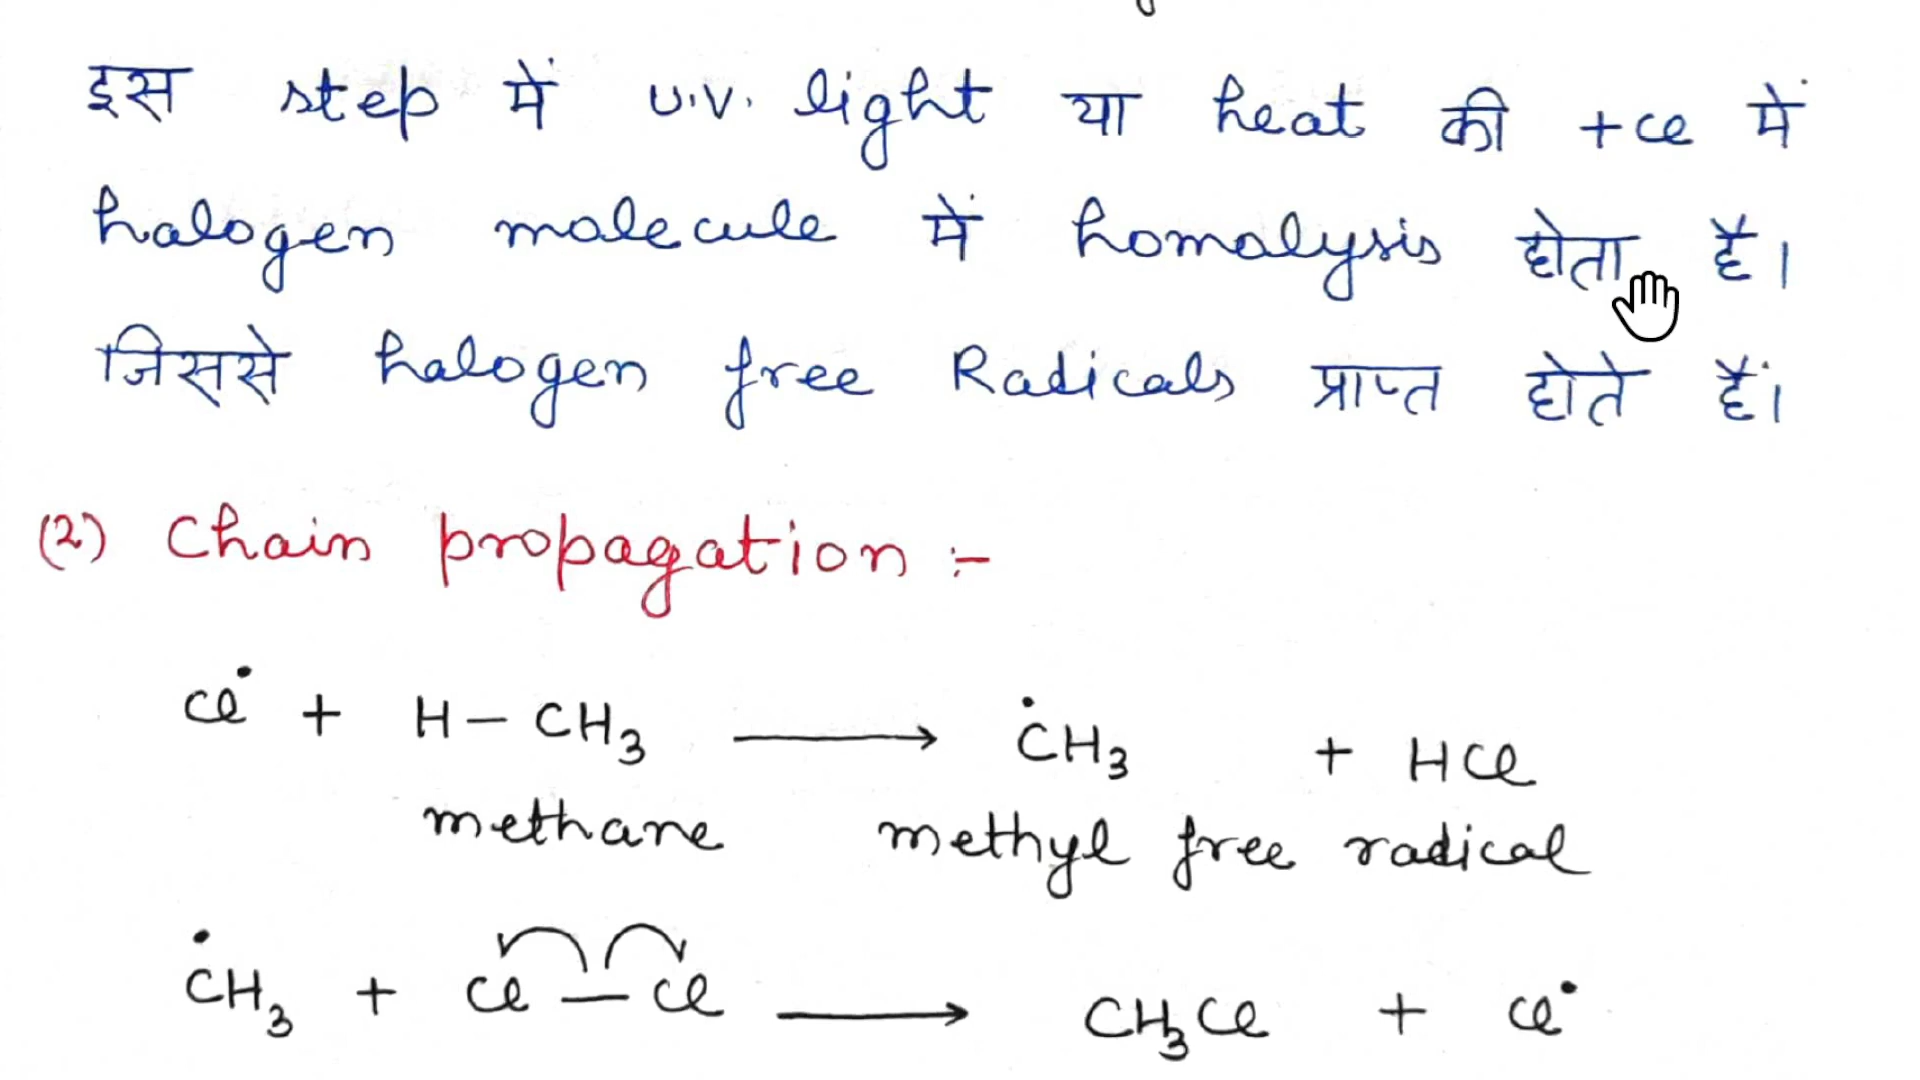 इस step में U.V. light या heat की +ce में
halogen molecule में homolysis होता है।
जिससे halogen free Radicals प्राप्त होते हैं।
(2) Chain propagation :-
Cl• + H – CH₃ ⟶ •CH₃ + HCl
methane methyl free radical
•CH₃ + Cl – Cl ⟶ CH₃Cl + Cl•